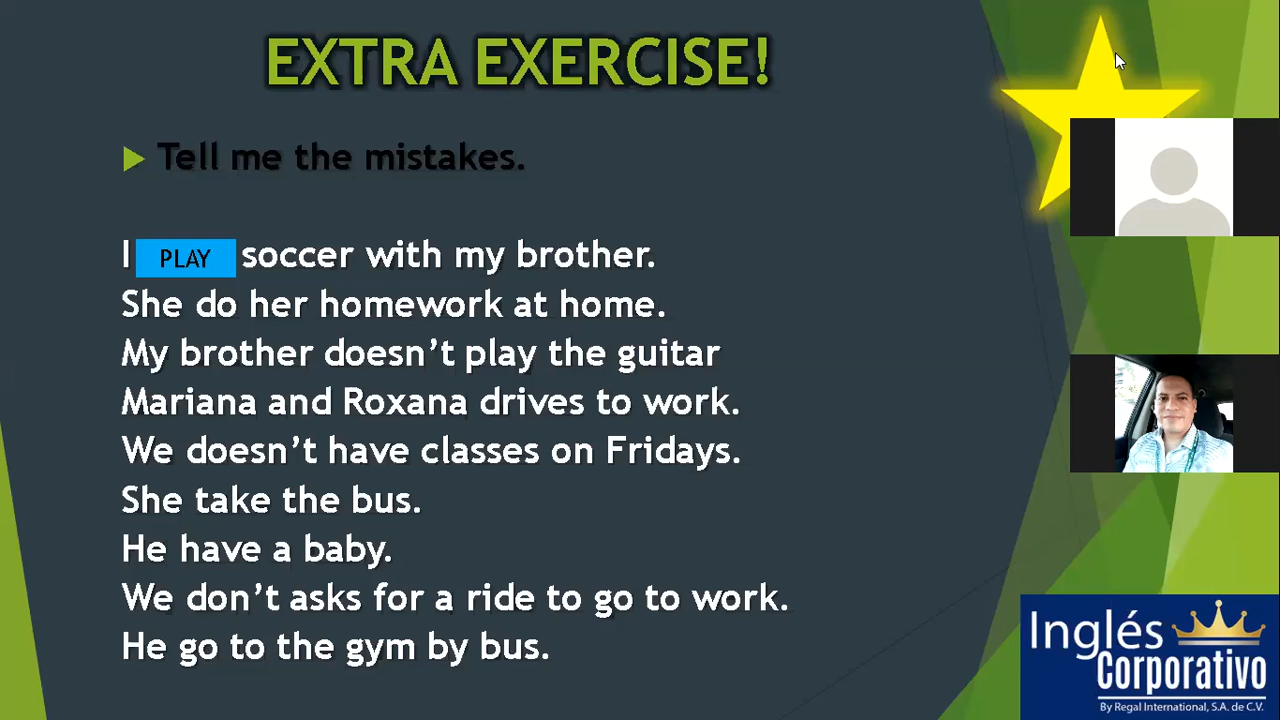 EXTRA EXERCISE!
Tell me the mistakes.
I PLAY soccer with my brother.
She do her homework at home.
My brother doesn’t play the guitar
Mariana and Roxana drives to work.
We doesn’t have classes on Fridays.
She take the bus.
He have a baby.
We don’t asks for a ride to go to work.
He go to the gym by bus.
Inglés
Corporativo
By Regal International, S.A. de C.V.